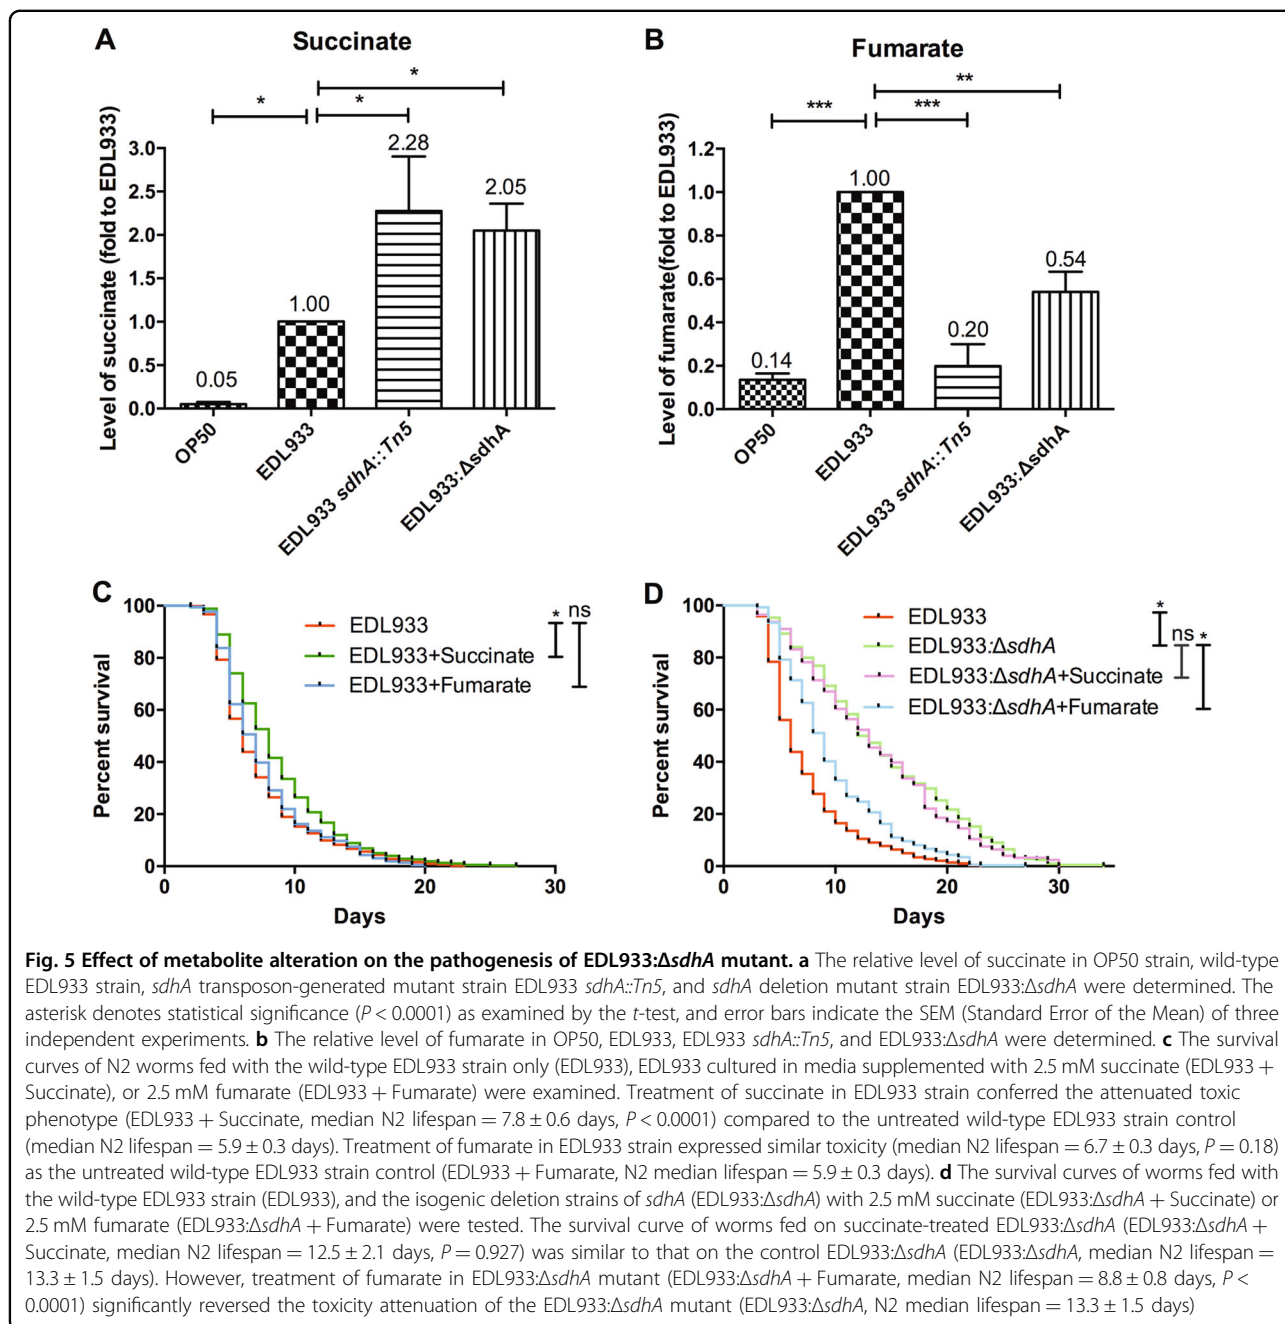 A
Succinate
*
*
*
Level of succinate (fold to EDL933)
3.0
2.5
2.0
1.5
1.0
0.5
0.0
0.05
1.00
2.28
2.05
OP50
EDL933
EDL933 sdhA::Tn5
EDL933:ΔsdhA
B
Fumarate
**
***
***
Level of fumarate(fold to EDL933)
1.2
1.0
0.8
0.6
0.4
0.2
0.0
0.14
1.00
0.20
0.54
OP50
EDL933
EDL933 sdhA::Tn5
EDL933:ΔsdhA
C
Percent survival
100
80
60
40
20
0
0
10
20
30
Days
EDL933
EDL933+Succinate
EDL933+Fumarate
* ns
D
Percent survival
100
80
60
40
20
0
0
10
20
30
Days
EDL933
EDL933:ΔsdhA
EDL933:ΔsdhA+Succinate
EDL933:ΔsdhA+Fumarate
*
ns *
Fig. 5 Effect of metabolite alteration on the pathogenesis of EDL933:ΔsdhA mutant. a The relative level of succinate in OP50 strain, wild-type
EDL933 strain, sdhA transposon-generated mutant strain EDL933 sdhA::Tn5, and sdhA deletion mutant strain EDL933:ΔsdhA were determined. The
asterisk denotes statistical significance (P < 0.0001) as examined by the t-test, and error bars indicate the SEM (Standard Error of the Mean) of three
independent experiments. b The relative level of fumarate in OP50, EDL933, EDL933 sdhA::Tn5, and EDL933:ΔsdhA were determined. c The survival
curves of N2 worms fed with the wild-type EDL933 strain only (EDL933), EDL933 cultured in media supplemented with 2.5 mM succinate (EDL933 +
Succinate), or 2.5 mM fumarate (EDL933 + Fumarate) were examined. Treatment of succinate in EDL933 strain conferred the attenuated toxic
phenotype (EDL933 + Succinate, median N2 lifespan = 7.8 ± 0.6 days, P < 0.0001) compared to the untreated wild-type EDL933 strain control
(median N2 lifespan = 5.9 ± 0.3 days). Treatment of fumarate in EDL933 strain expressed similar toxicity (median N2 lifespan = 6.7 ± 0.3 days, P = 0.18)
as the untreated wild-type EDL933 strain control (EDL933 + Fumarate, N2 median lifespan = 5.9 ± 0.3 days). d The survival curves of worms fed with
the wild-type EDL933 strain (EDL933), and the isogenic deletion strains of sdhA (EDL933:ΔsdhA) with 2.5 mM succinate (EDL933:ΔsdhA + Succinate) or
2.5 mM fumarate (EDL933:ΔsdhA + Fumarate) were tested. The survival curve of worms fed on succinate-treated EDL933:ΔsdhA (EDL933:ΔsdhA +
Succinate, median N2 lifespan = 12.5 ± 2.1 days, P = 0.927) was similar to that on the control EDL933:ΔsdhA (EDL933:ΔsdhA, median N2 lifespan =
13.3 ± 1.5 days). However, treatment of fumarate in EDL933:ΔsdhA mutant (EDL933:ΔsdhA + Fumarate, median N2 lifespan = 8.8 ± 0.8 days, P <
0.0001) significantly reversed the toxicity attenuation of the EDL933:ΔsdhA mutant (EDL933:ΔsdhA, N2 median lifespan = 13.3 ± 1.5 days)